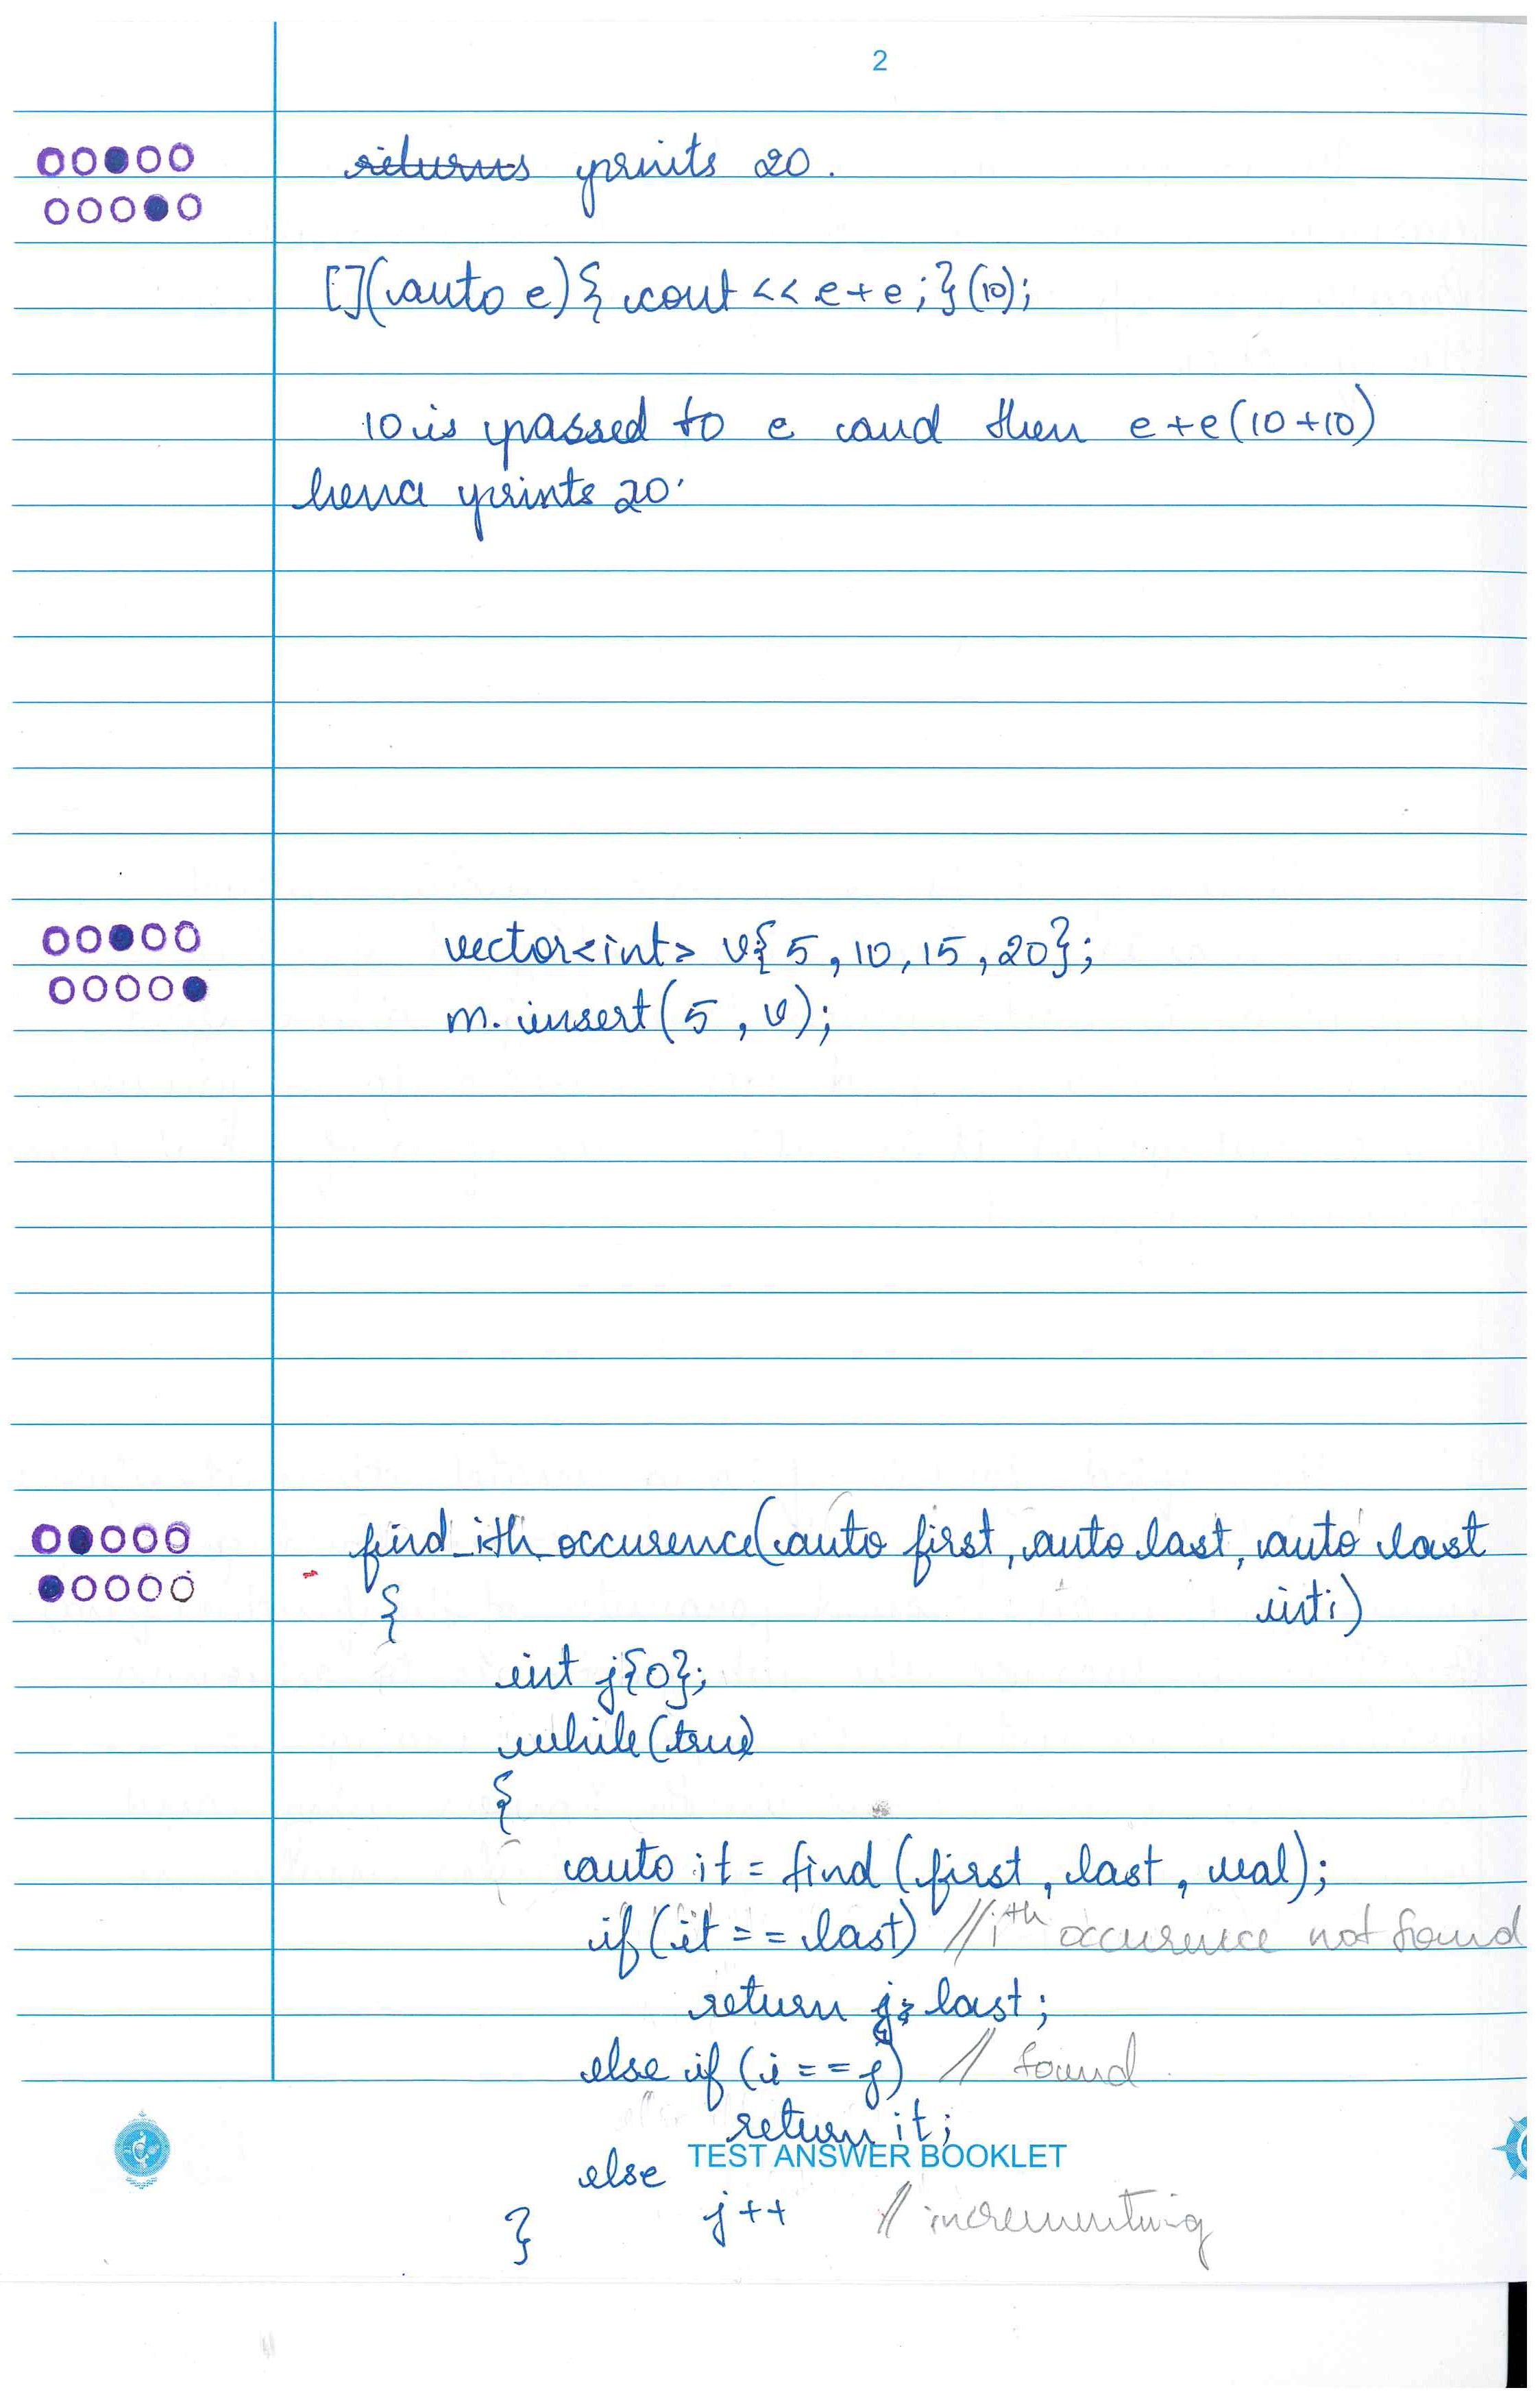 2
returns prints 20.
[](auto e){ cout << e+e;}(10);
10 is passed to e and then e+e(10+10)
hence prints 20.
vector<int> v{5, 10, 15, 20};
m.insert(5, v);
find_ith_occurence(auto first, auto last, auto last
int i)
{
int j{0};
while(true)
{
auto it = find (first, last, val);
if (it == last) //ith occurence not found
return j; last;
else if (i == j) // found
return it;
TEST ANSWER BOOKLET
else
j++ // incrementing
}